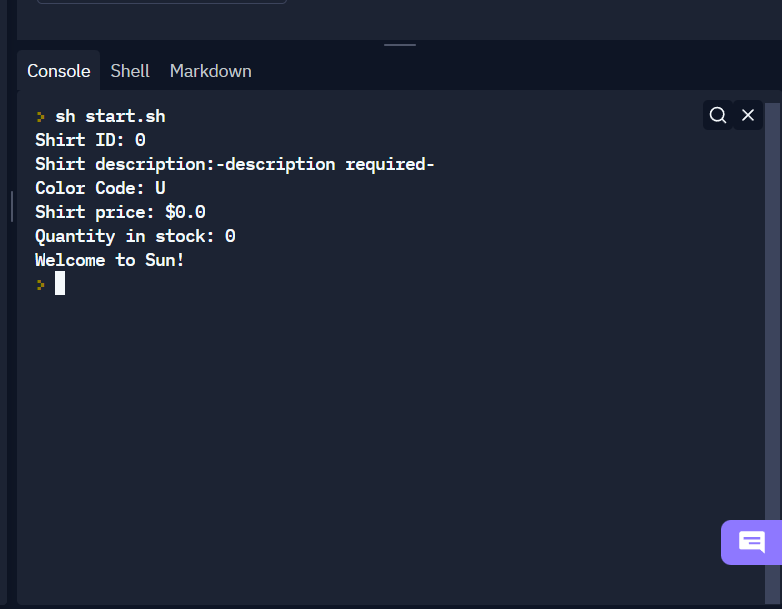 Console Shell Markdown
sh start.sh
Shirt ID: 0
Shirt description:-description required-
Color Code: U
Shirt price: $0.0
Quantity in stock: 0
Welcome to Sun!